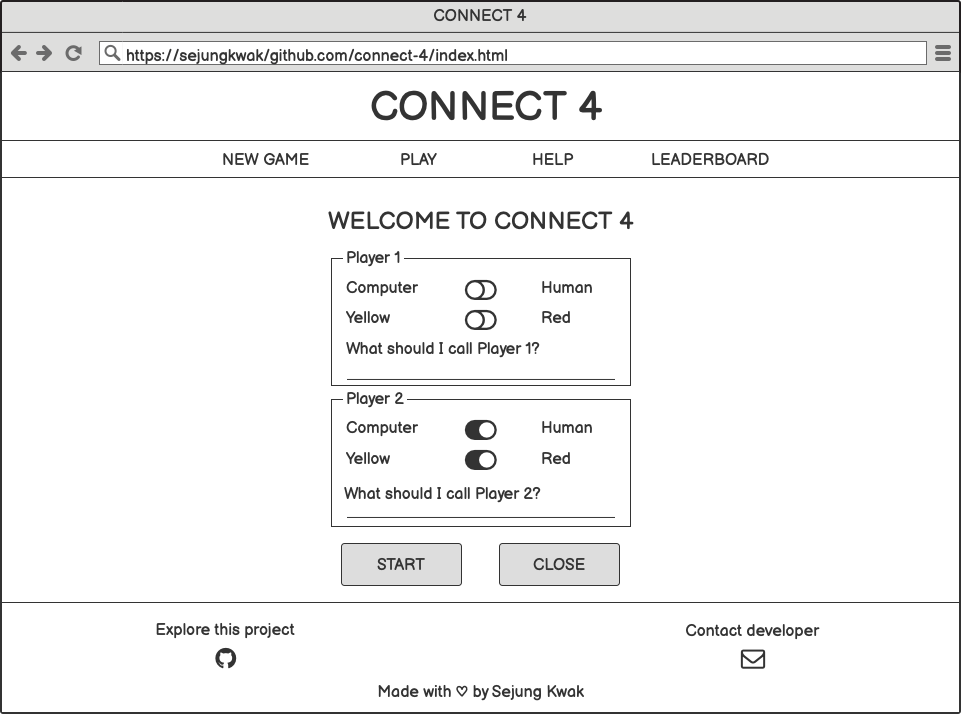 CONNECT 4
https://sejungkwak/github.com/connect-4/index.html
CONNECT 4
NEW GAME PLAY HELP LEADERBOARD
WELCOME TO CONNECT 4
Player 1
Computer Human
Yellow Red
What should I call Player 1?
Player 2
Computer Human
Yellow Red
What should I call Player 2?
START CLOSE
Explore this project Contact developer
Made with ♡ by Sejung Kwak